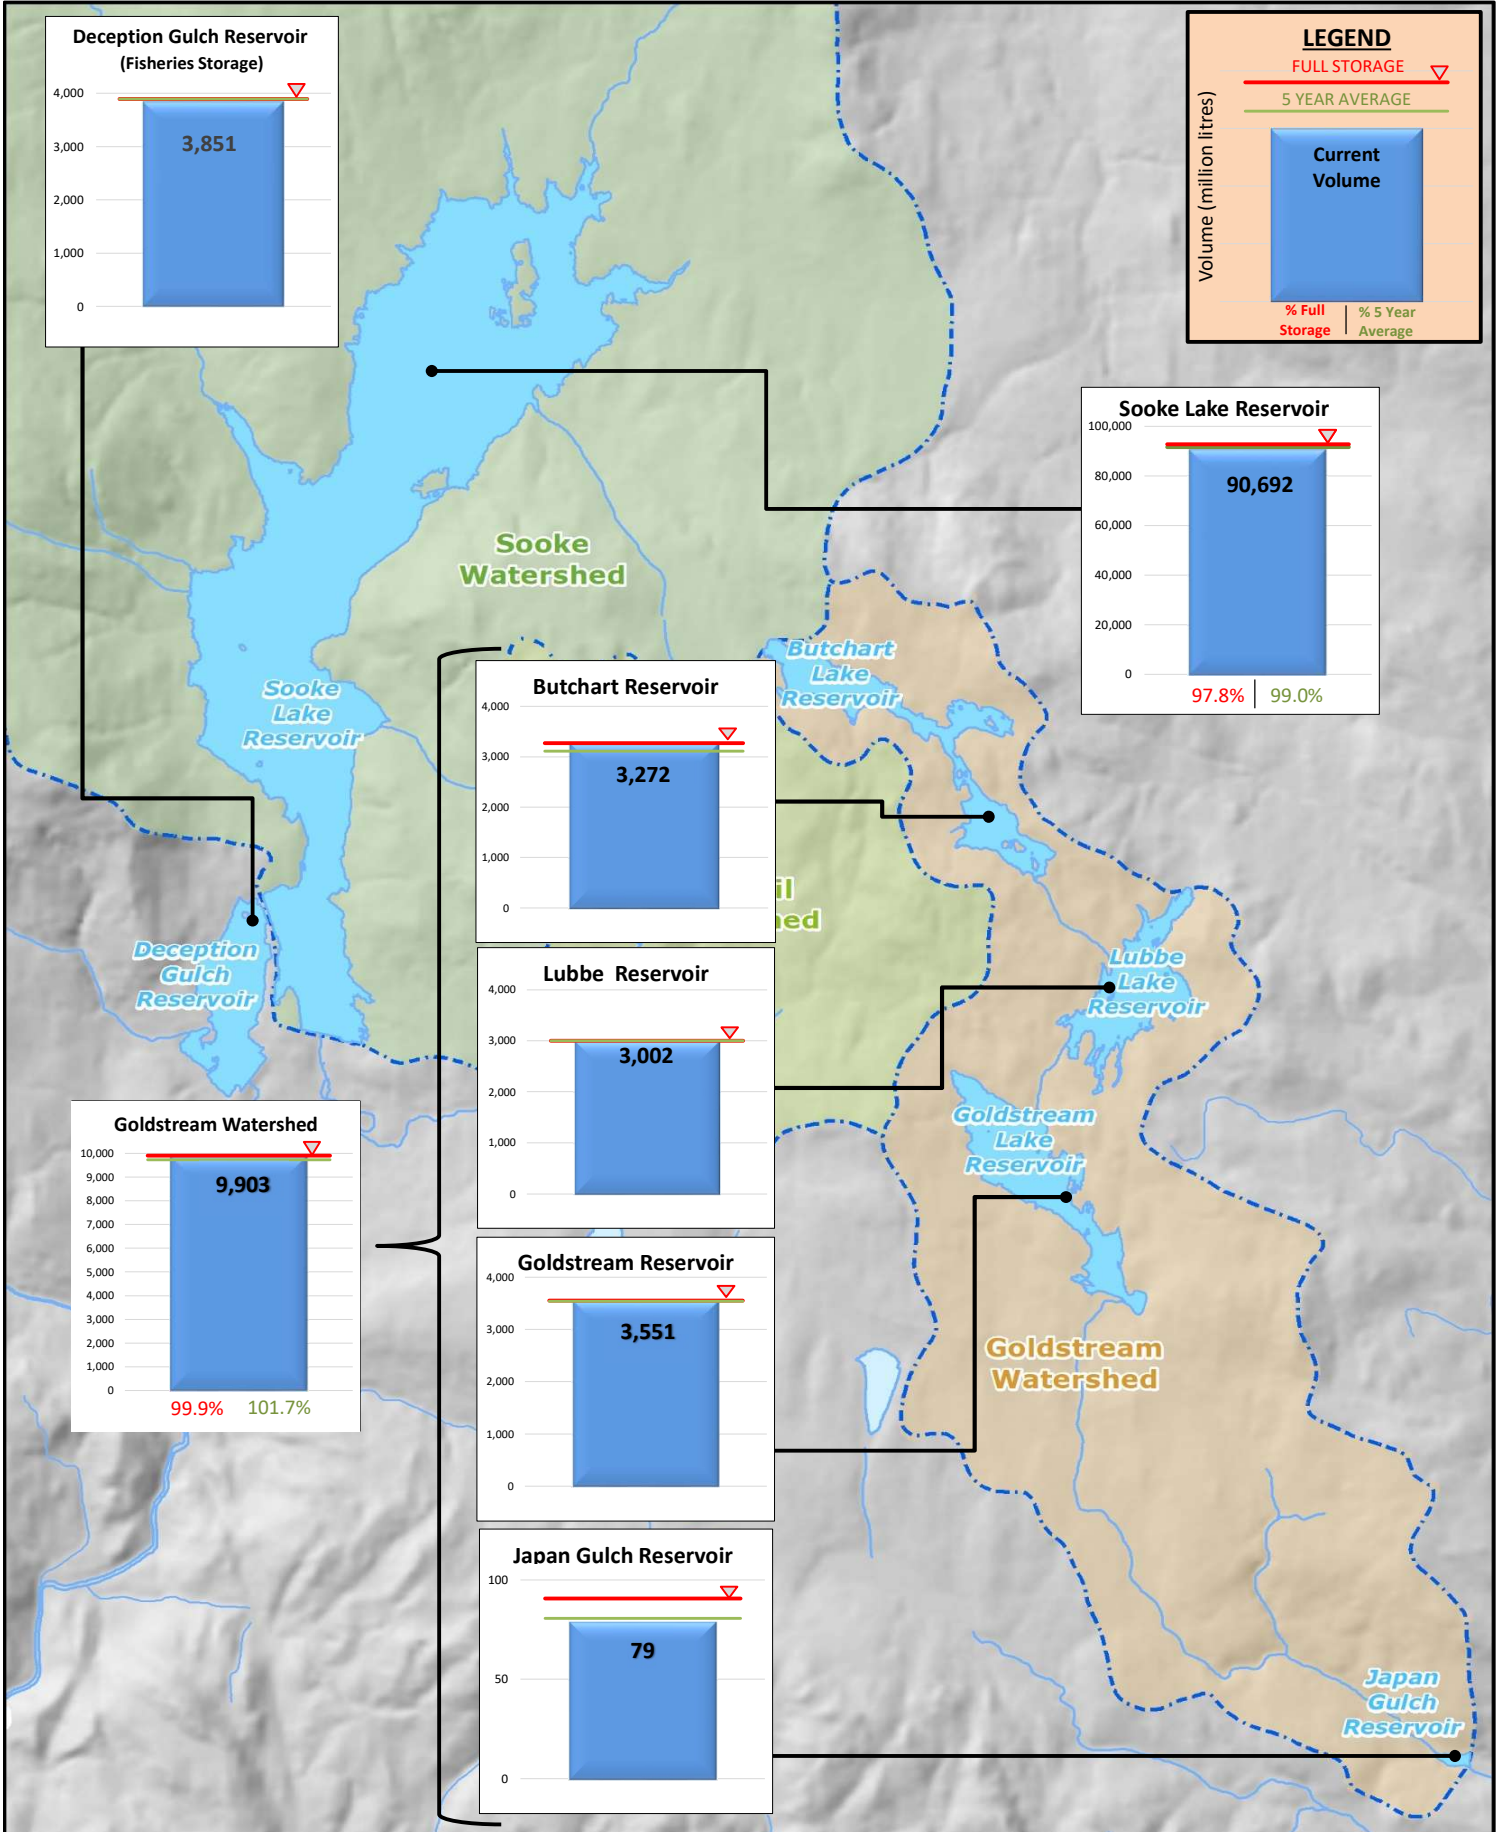 Deception Gulch Reservoir
(Fisheries Storage)
4,000
3,000
2,000
1,000
0
3,851
LEGEND
FULL STORAGE
5 YEAR AVERAGE
Current
Volume
Volume (million litres)
% Full
Storage
% 5 Year
Average
Sooke Lake Reservoir
100,000
80,000
60,000
40,000
20,000
0
90,692
97.8%
99.0%
Sooke
Watershed
Sooke
Lake
Reservoir
Butchart
Lake
Reservoir
Butchart Reservoir
4,000
3,000
2,000
1,000
0
3,272
il
ed
Deception
Gulch
Reservoir
Lubbe Reservoir
4,000
3,000
2,000
1,000
0
3,002
Lubbe
Lake
Reservoir
Goldstream Watershed
10,000
9,000
8,000
7,000
6,000
5,000
4,000
3,000
2,000
1,000
0
9,903
99.9%
101.7%
Goldstream
Lake
Reservoir
Goldstream Reservoir
4,000
3,000
2,000
1,000
0
3,551
Goldstream
Watershed
Japan Gulch Reservoir
100
50
0
79
Japan
Gulch
Reservoir